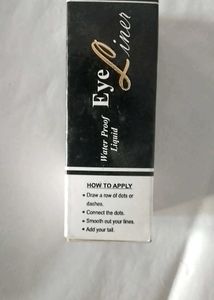 Eye Liner
Water Proof
Liquid
HOW TO APPLY
• Draw a row of dots or
dashes.
• Connect the dots.
• Smooth out your lines.
• Add your tail.